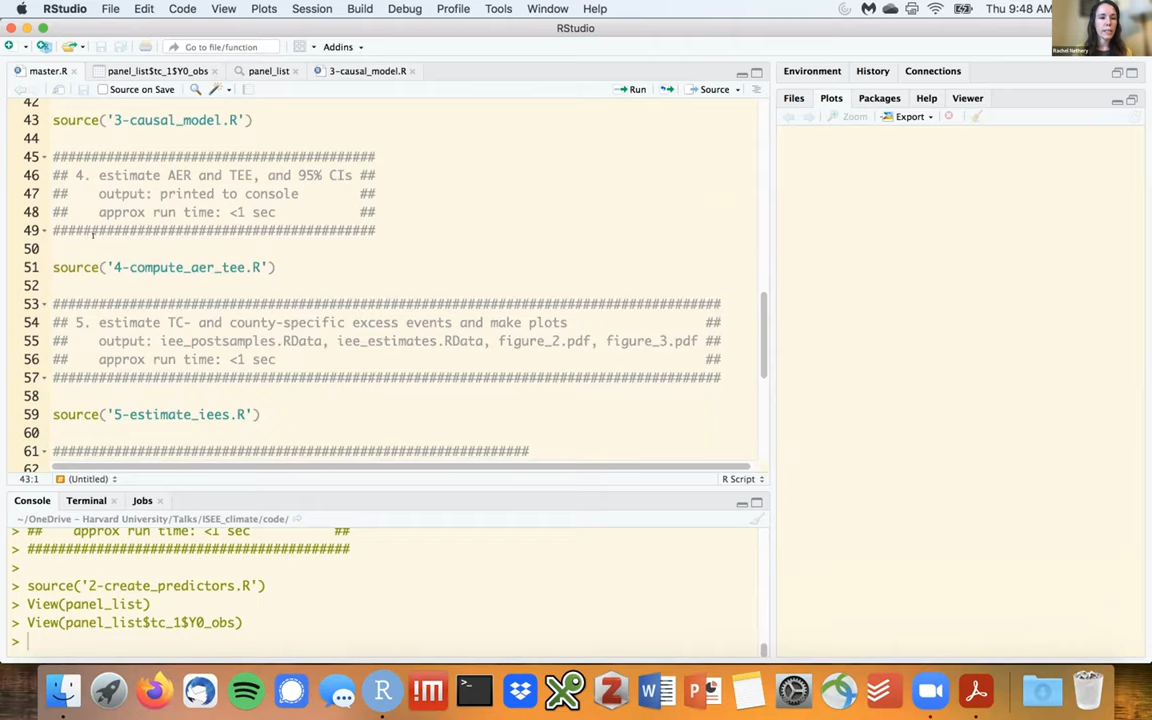 RStudio File Edit Code View Plots Session Build Debug Profile Tools Window Help Thu 9:48 AM
RStudio
Rachel Nethery
Go to file/function Addins
master.R panel_list$tc_1$Y0_obs panel_list 3-causal_model.R
Environment History Connections
Source on Save Run Source
Files Plots Packages Help Viewer
Zoom Export
42
43 source('3-causal_model.R')
44
45 ##########################################
46 ## 4. estimate AER and TEE, and 95% CIs ##
47 ## output: printed to console ##
48 ## approx run time: <1 sec ##
49 ##########################################
50
51 source('4-compute_aer_tee.R')
52
53 #######################################################################################
54 ## 5. estimate TC- and county-specific excess events and make plots ##
55 ## output: iee_postsamples.RData, iee_estimates.RData, figure_2.pdf, figure_3.pdf ##
56 ## approx run time: <1 sec ##
57 #######################################################################################
58
59 source('5-estimate_iees.R')
60
61 ##############################################################
62
43:1 (Untitled) R Script
Console Terminal Jobs
~/OneDrive - Harvard University/Talks/ISEE_climate/code/
> ## approx run time: <1 sec ##
> ##########################################
>
> source('2-create_predictors.R')
> View(panel_list)
> View(panel_list$tc_1$Y0_obs)
>